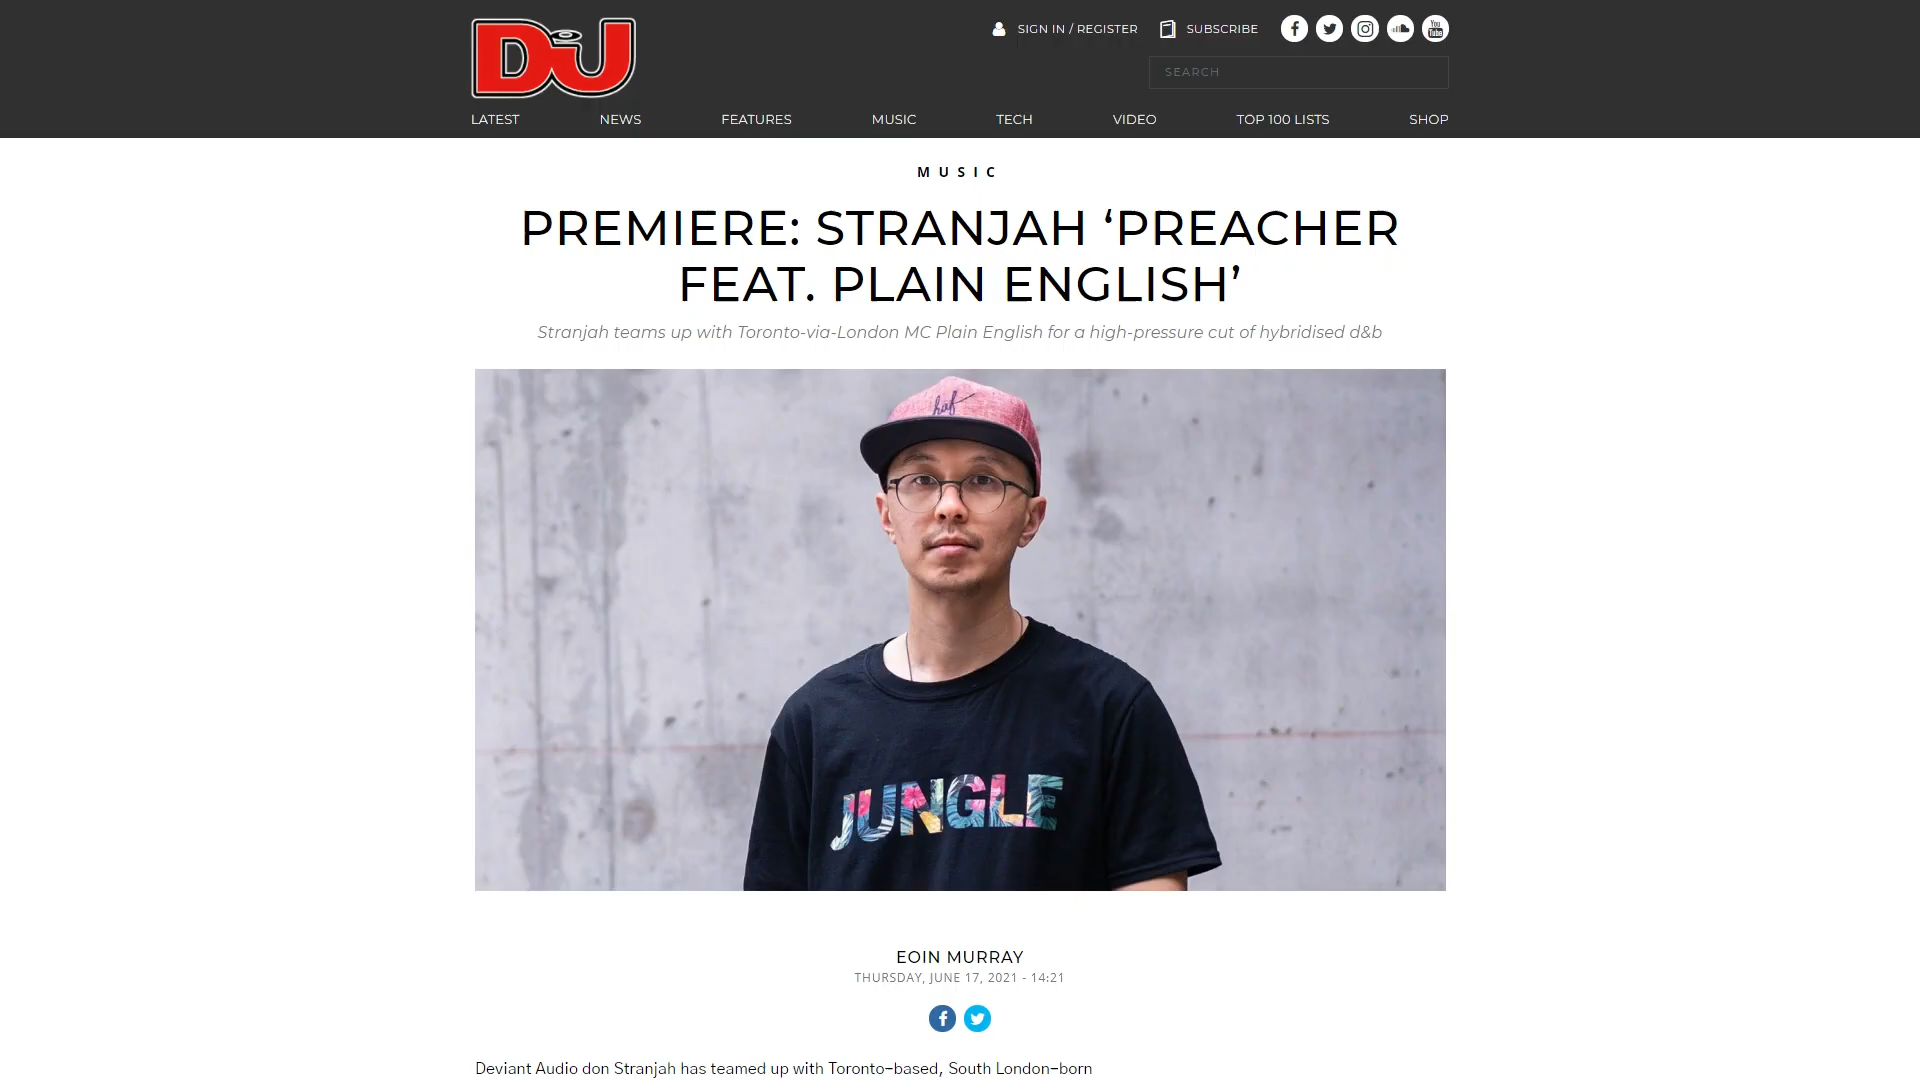 DJ
SIGN IN / REGISTER
SUBSCRIBE
You
Tube
SEARCH
LATEST
NEWS
FEATURES
MUSIC
TECH
VIDEO
TOP 100 LISTS
SHOP
MUSIC
PREMIERE: STRANJAH ‘PREACHER
FEAT. PLAIN ENGLISH’
Stranjah teams up with Toronto-via-London MC Plain English for a high-pressure cut of hybridised d&b
haf
JUNGLE
EOIN MURRAY
THURSDAY, JUNE 17, 2021 - 14:21
Deviant Audio don Stranjah has teamed up with Toronto-based, South London-born